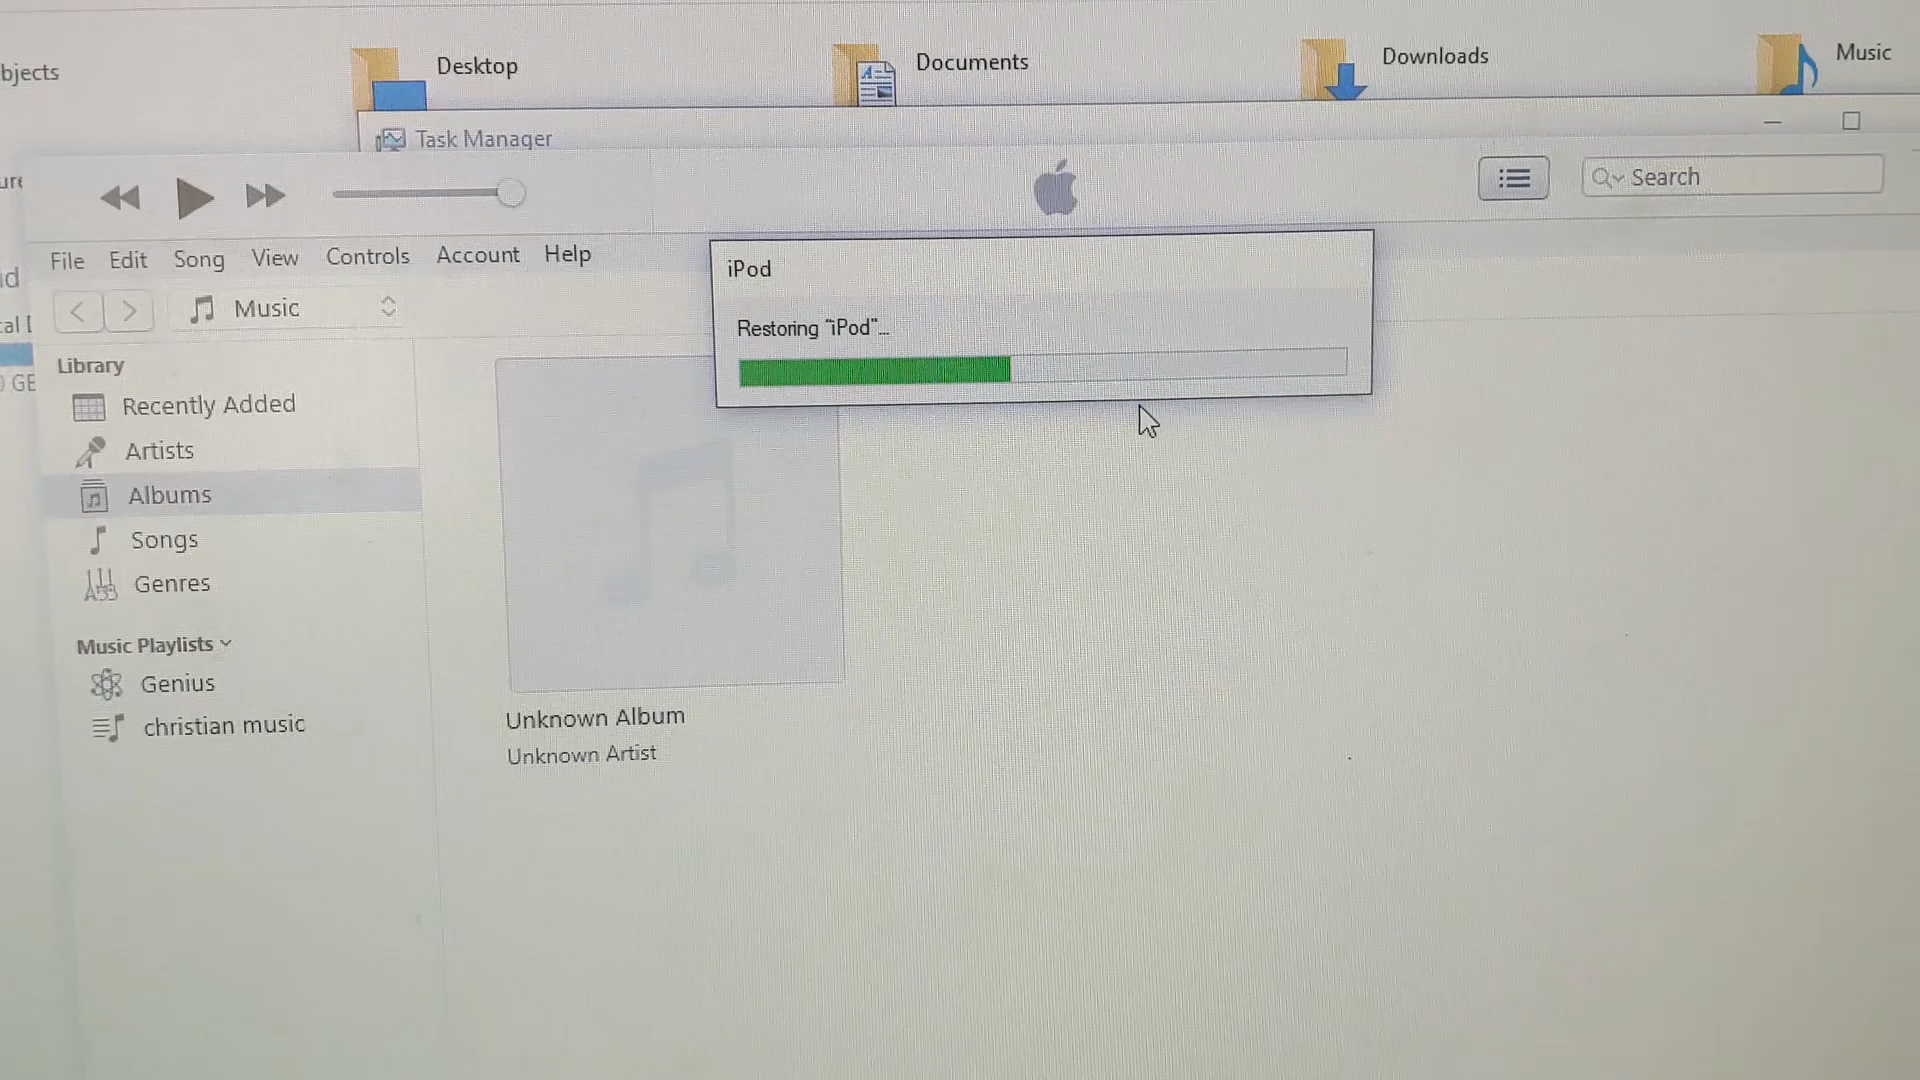 bjects
Desktop
Documents
Downloads
Music
Task Manager
Search
File Edit Song View Controls Account Help
iPod
Music
Restoring "iPod"...
Library
Recently Added
Artists
Albums
Songs
Genres
Music Playlists
Genius
christian music
Unknown Album
Unknown Artist